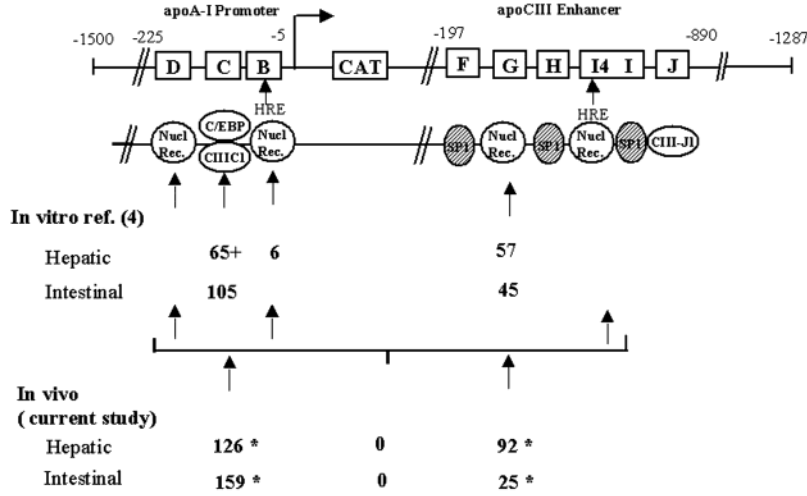 apoA-I Promoter apoCIII Enhancer
-1500 -225 -5 -197 -890 -1287
D C B CAT F G H I4 I J
HRE HRE
Nucl Rec. C/EBP CIIIC1 Nucl Rec. SP1 Nucl Rec. SP1 Nucl Rec. SP1 CIII-J1
In vitro ref. (4)
Hepatic 65+ 6 57
Intestinal 105 45
In vivo
( current study)
Hepatic 126 * 0 92 *
Intestinal 159 * 0 25 *